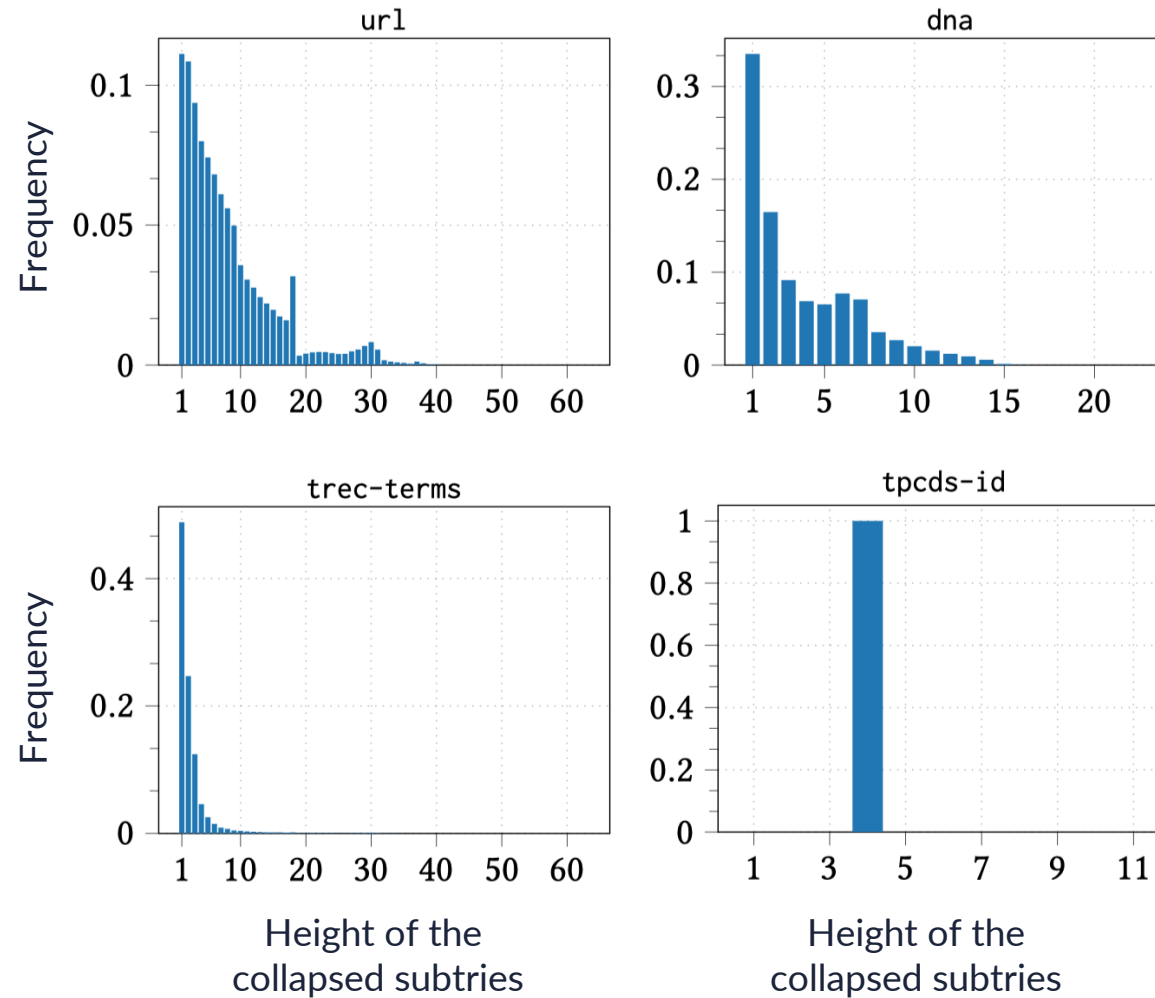 url
Frequency
0.1
0.05
0
1 10 20 30 40 50 60
dna
0.3
0.2
0.1
0
1 5 10 15 20
trec-terms
Frequency
0.4
0.2
0
1 10 20 30 40 50 60
Height of the
collapsed subtries
tpcds-id
1
0.8
0.6
0.4
0.2
0
1 3 5 7 9 11
Height of the
collapsed subtries